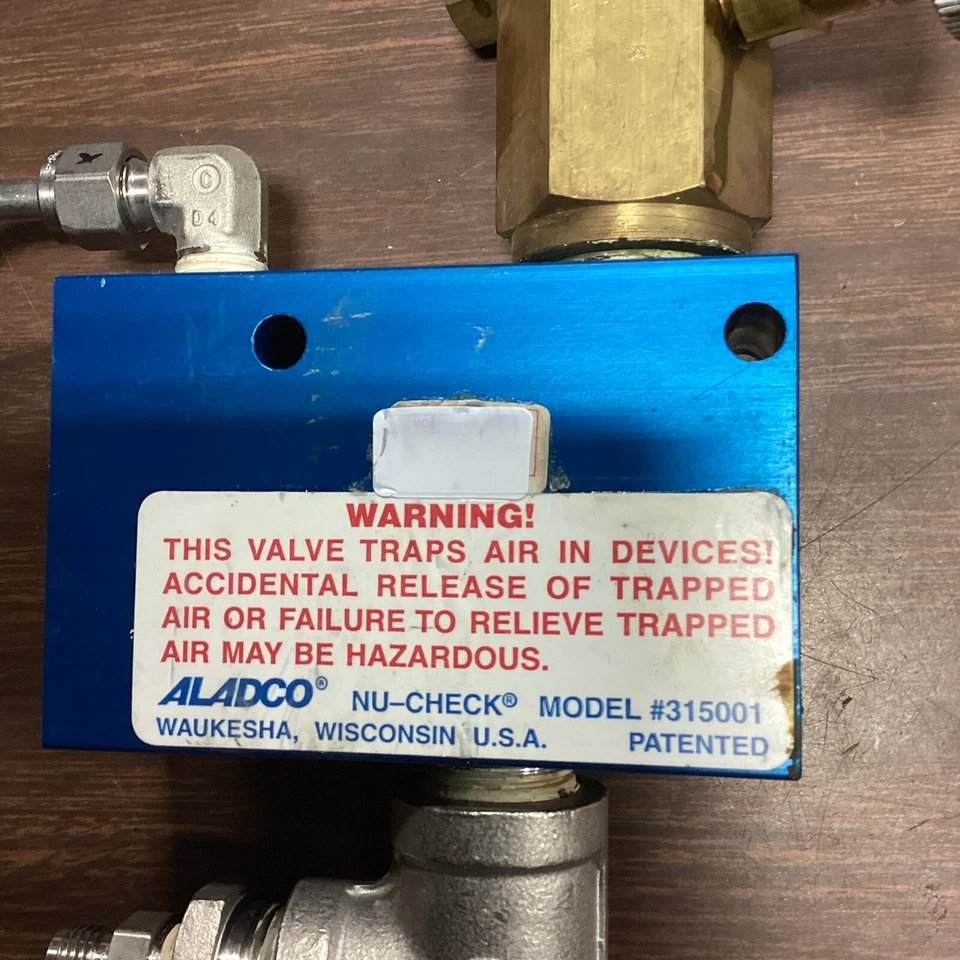 C
D4
WARNING!
THIS VALVE TRAPS AIR IN DEVICES!
ACCIDENTAL RELEASE OF TRAPPED
AIR OR FAILURE TO RELIEVE TRAPPED
AIR MAY BE HAZARDOUS.
ALADCO® NU–CHECK® MODEL #315001
WAUKESHA, WISCONSIN U.S.A. PATENTED